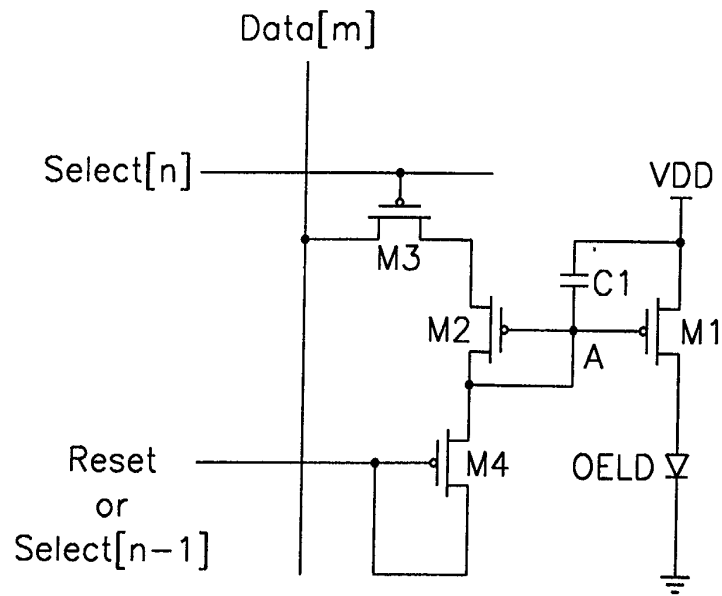 Data[m]
Select[n]
VDD
M3
C1
M2
M1
A
Reset
or
Select[n-1]
M4
OELD